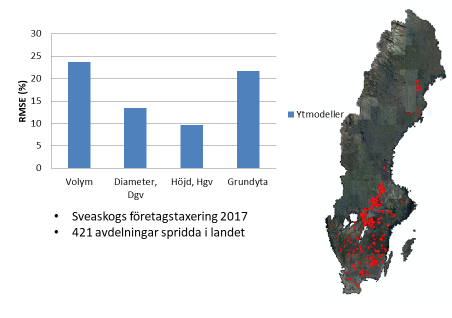 30
25
20
15
10
5
0
RMSE (%)
Volym
Diameter, Dgv
Höjd, Hgv
Grundyta
Ytmodeller
• Sveaskogs företagstaxering 2017
• 421 avdelningar spridda i landet